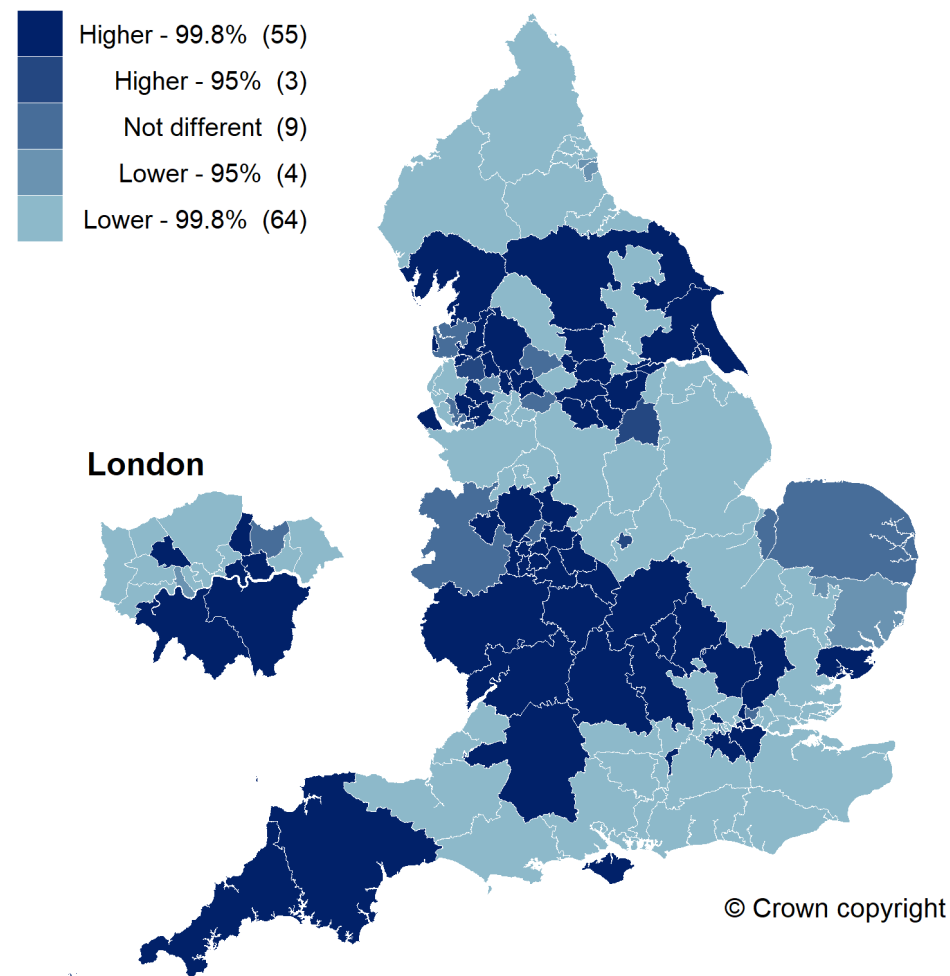 Higher - 99.8% (55)
Higher - 95% (3)
Not different (9)
Lower - 95% (4)
Lower - 99.8% (64)
London
© Crown copyright